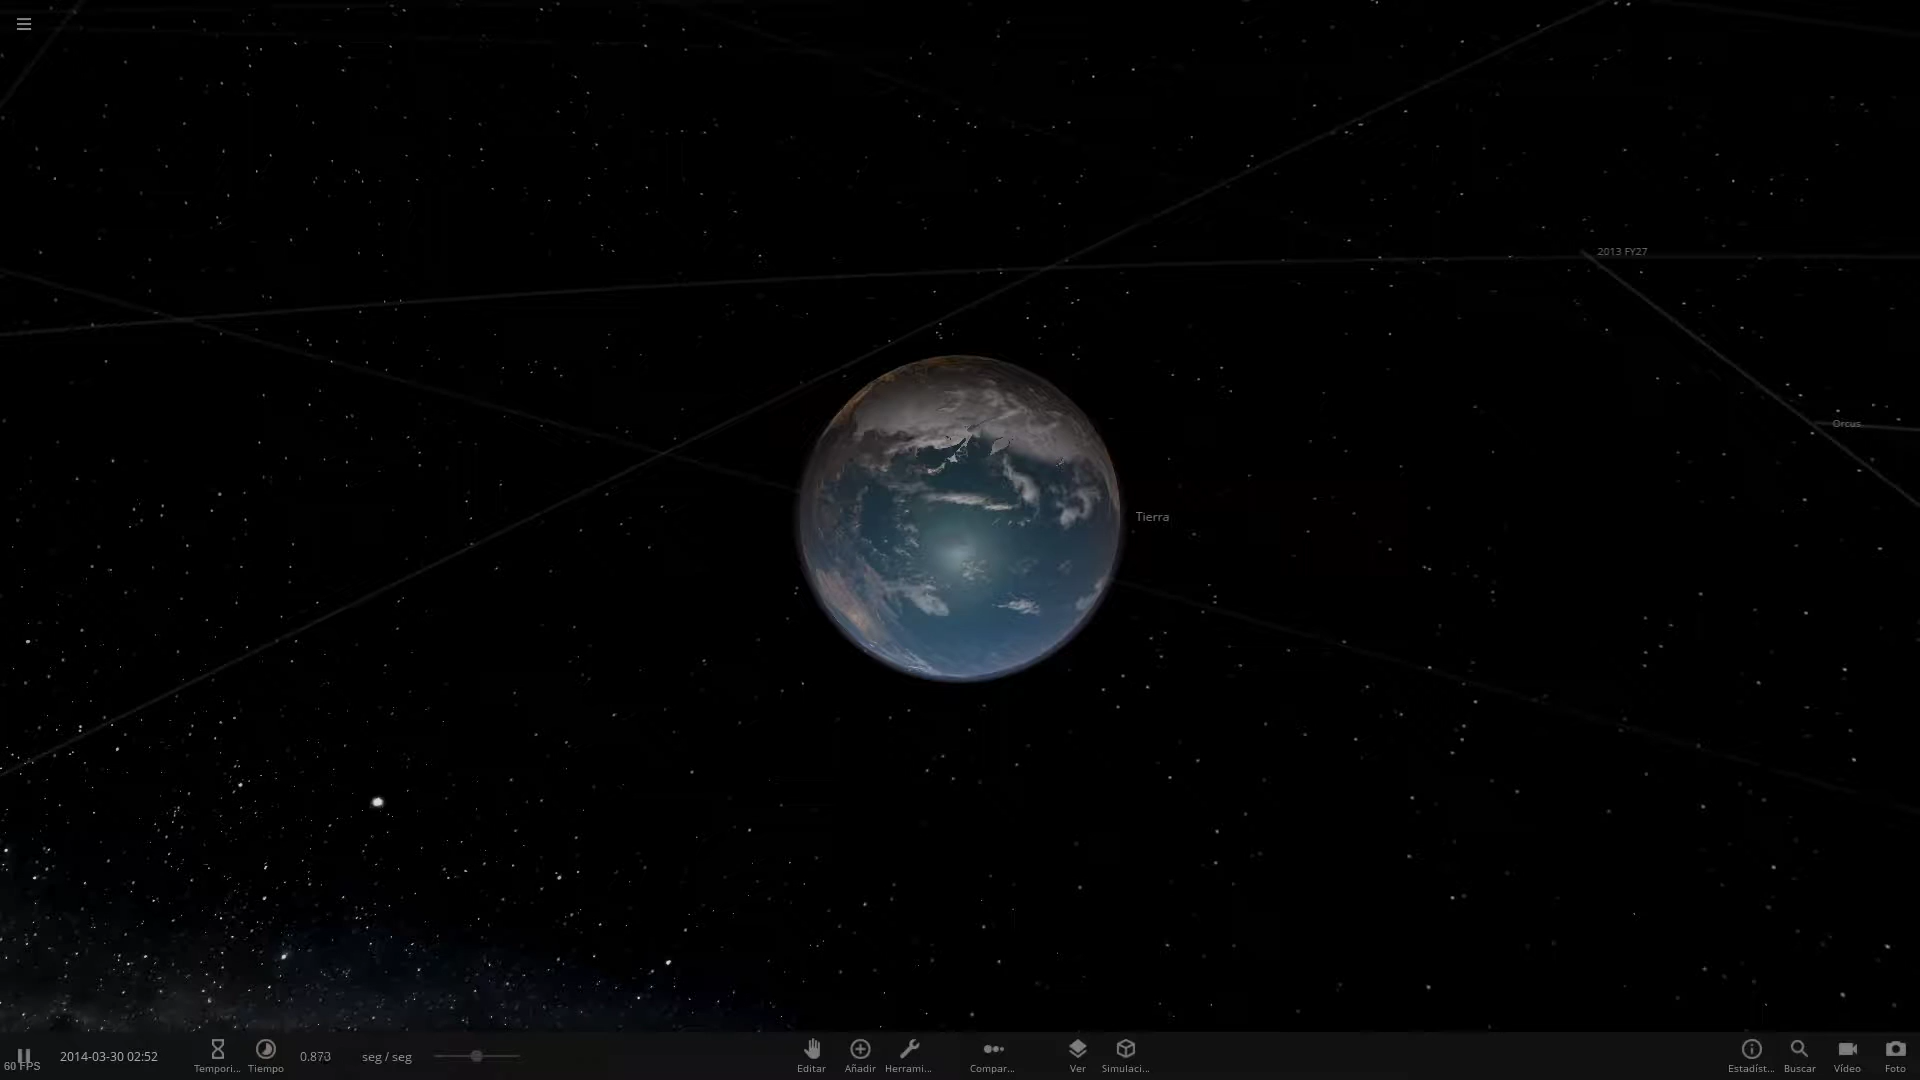 2013 FY27
Orcus
Tierra
2014-03-30 02:52
60 FPS
Tempori...
Tiempo
0.873
seg / seg
Editar
Añadir
Herrami...
Compar...
Ver
Simulaci...
Estadíst...
Buscar
Vídeo
Foto